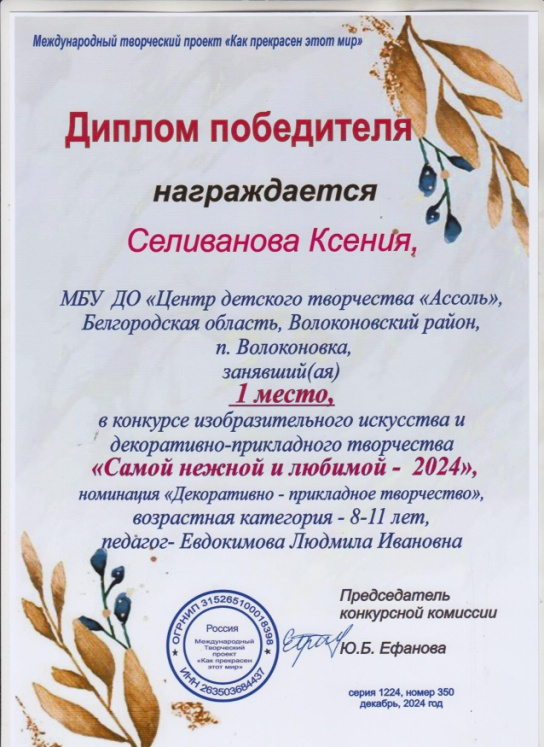 Международный творческий проект «Как прекрасен этот мир»
Диплом победителя
награждается
Селиванова Ксения,
МБУ ДО «Центр детского творчества «Ассоль»,
Белгородская область, Волоконовский район,
п. Волоконовка,
занявший(ая)
1 место,
в конкурсе изобразительного искусства и
декоративно-прикладного творчества
«Самой нежной и любимой - 2024»,
номинация «Декоративно - прикладное творчество»,
возрастная категория - 8-11 лет,
педагог- Евдокимова Людмила Ивановна
Председатель
конкурсной комиссии
Ю.Б. Ефанова
ОГРНИП 315265100018398
Россия
Международный
Творческий
проект
«Как прекрасен
этот мир»
ИНН 263503684437
серия 1224, номер 350
декабрь, 2024 год